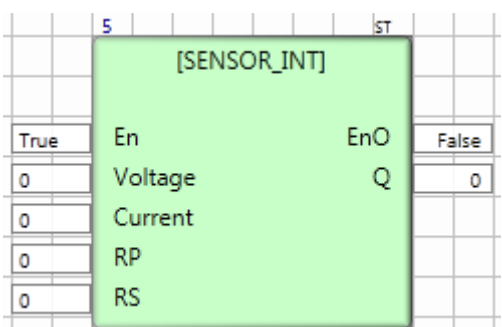 5 ST
[SENSOR_INT]
True En EnO False
0 Voltage Q 0
0 Current
0 RP
0 RS